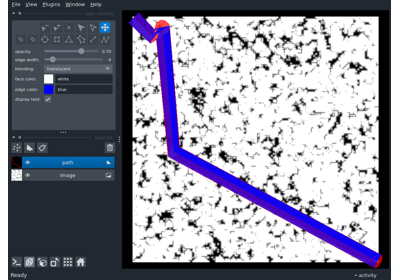 File View Plugins Window Help
opacity: 0.70
edge width: 4
blending: translucent
face color: white
edge color: blue
display text: ✓
path
Image
activity